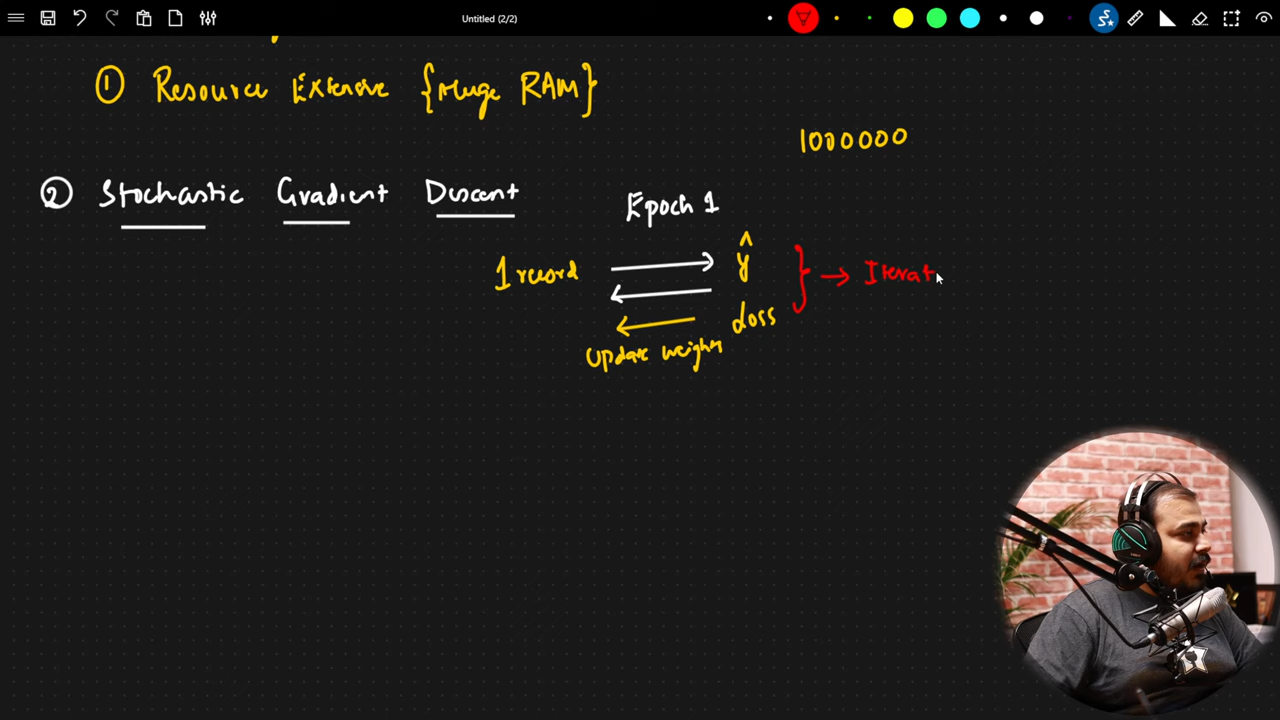 Untitled (2/2)
① Resource Extensive {Huge RAM}
1000000
② Stochastic Gradient Descent
Epoch 1
1 record ŷ } → Iterat
Loss
Update weights